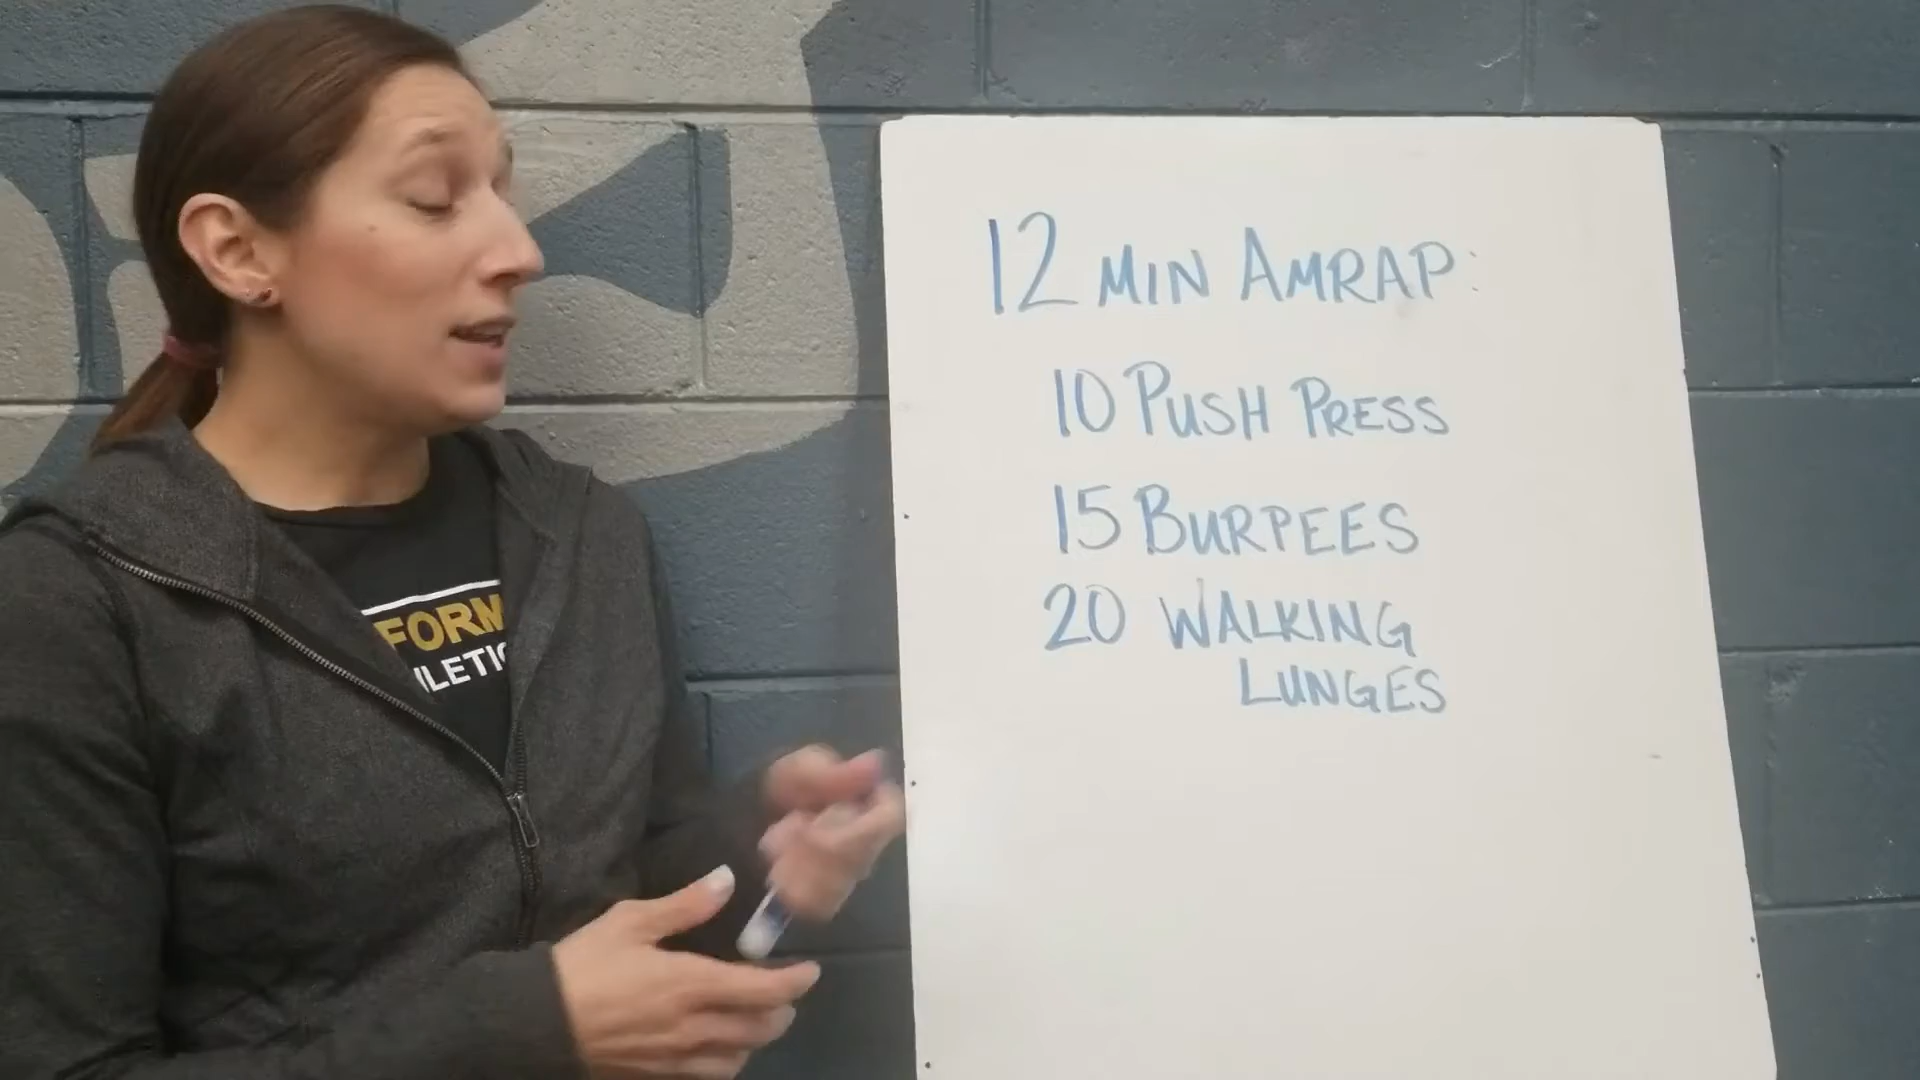 12 MIN AMRAP:
10 PUSH PRESS
15 BURPEES
20 WALKING
LUNGES
FORM
LETIC